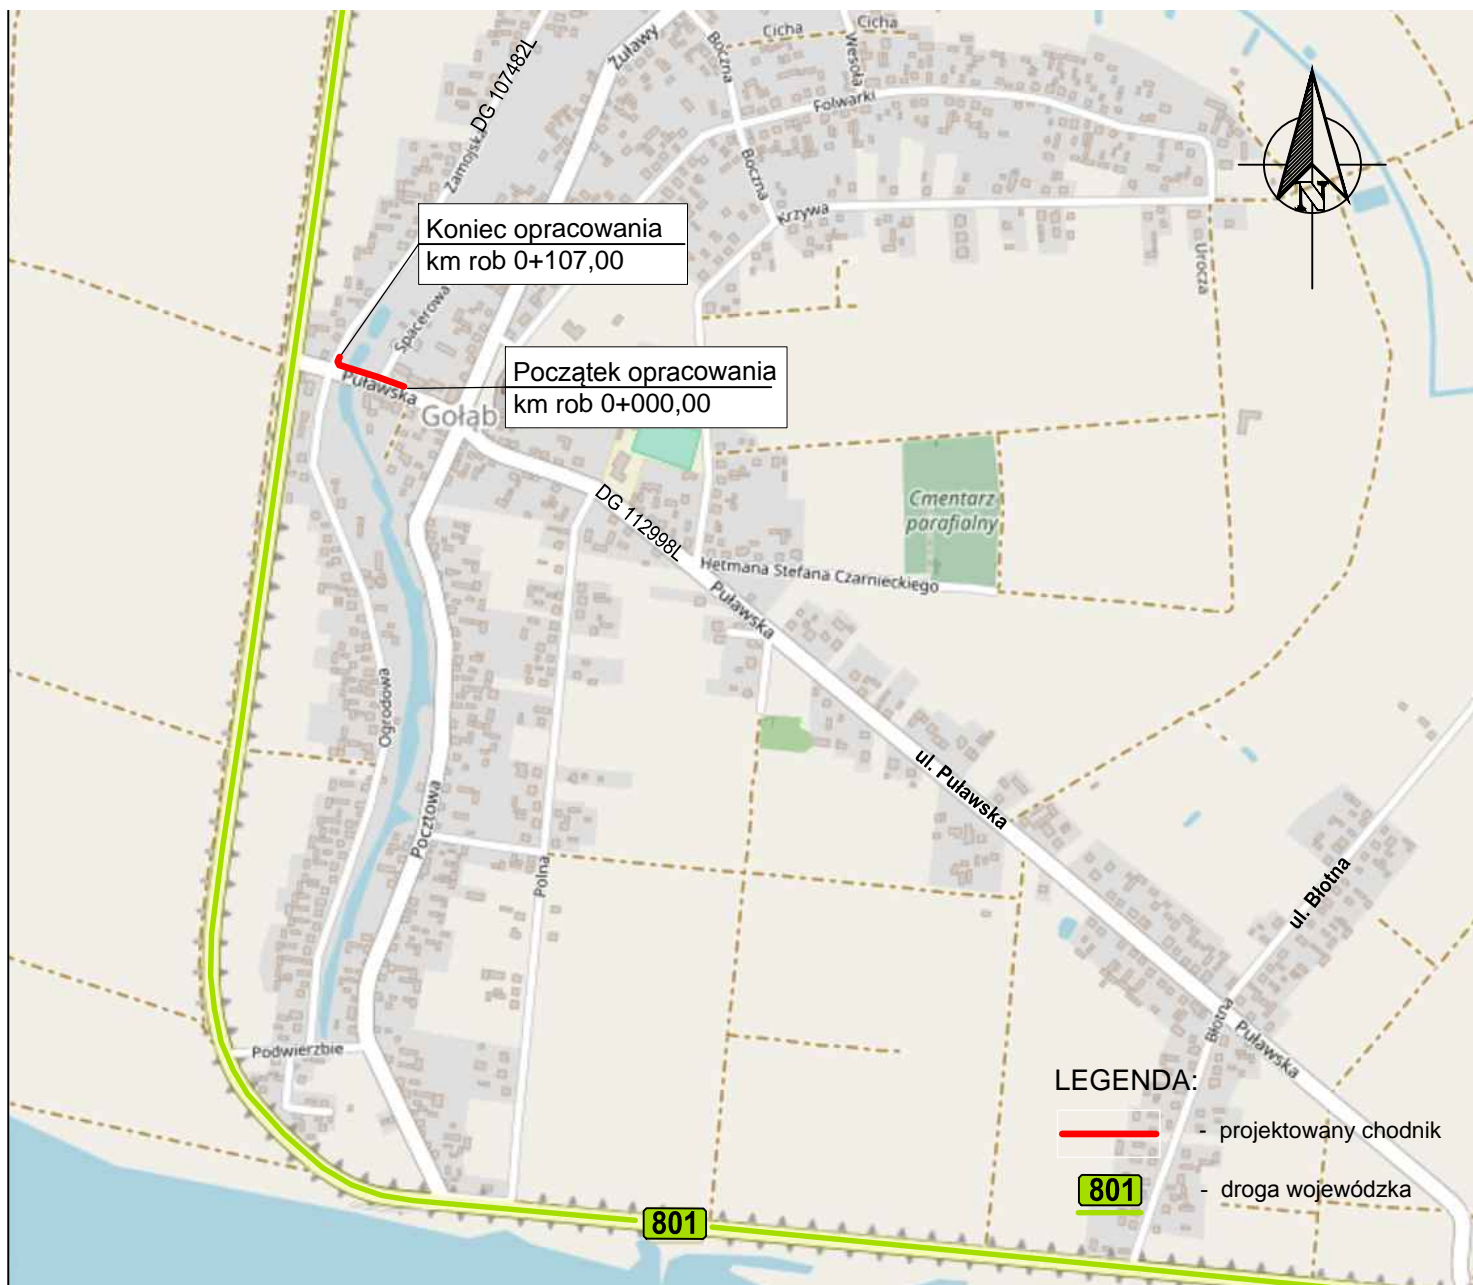 Cicha
Cicha
Żuławy
Boczna
Wesoła
DG 107482L
Folwarki
Zamojsk
Boczna
Krzywa
Koniec opracowania
km rob 0+107,00
N
Urocza
Spacerowa
Początek opracowania
km rob 0+000,00
Puławska
Gołąb
DG 112998L
Cmentarz
parafialny
Hetmana Stefana Czarnieckiego
Puławska
Ogrodowa
ul. Puławska
Pocztowa
Polna
ul. Błotna
Błotna
Puławska
Podwierzbie
LEGENDA:
- projektowany chodnik
801 - droga wojewódzka
801